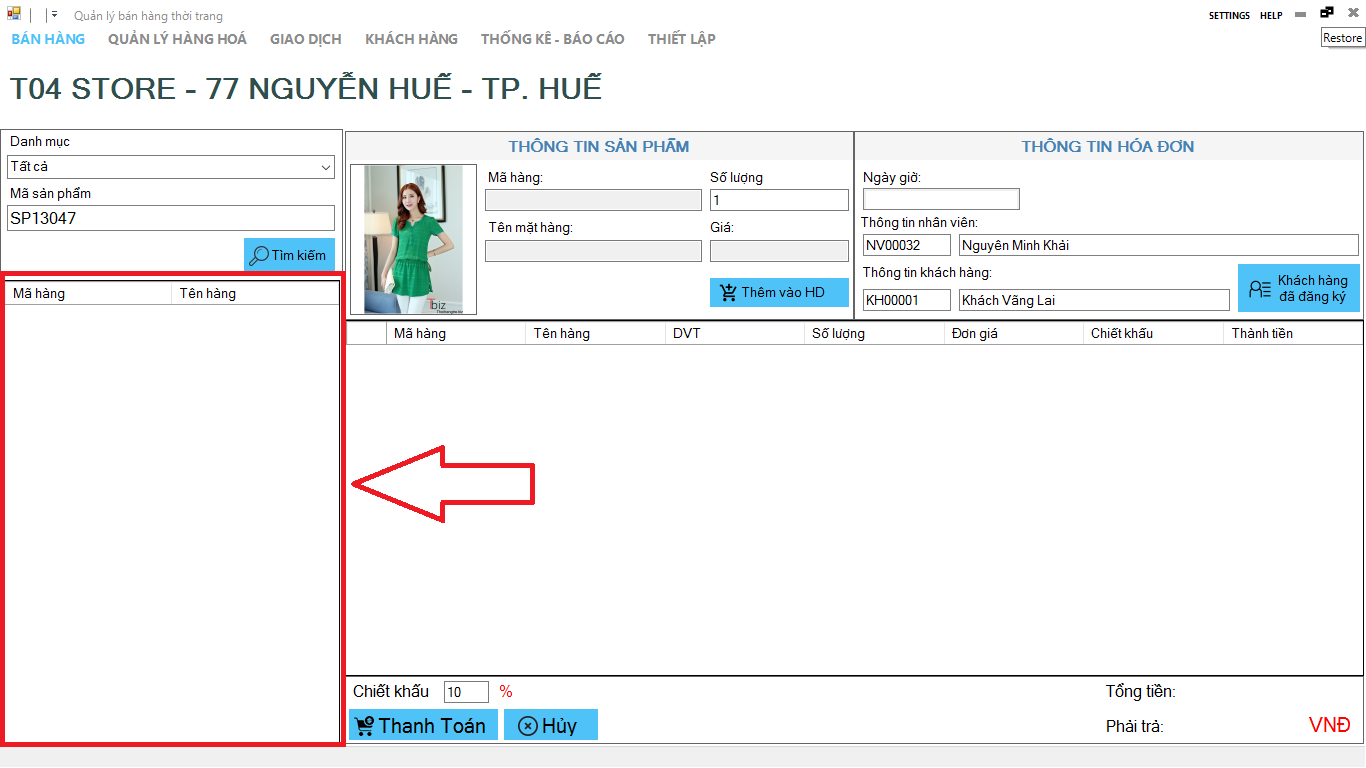 Quản lý bán hàng thời trang
SETTINGS HELP
BÁN HÀNG QUẢN LÝ HÀNG HOÁ GIAO DỊCH KHÁCH HÀNG THỐNG KÊ - BÁO CÁO THIẾT LẬP
Restore
T04 STORE - 77 NGUYỄN HUẾ - TP. HUẾ
Danh mục
Tất cả
Mã sản phẩm
SP13047
Tìm kiếm
Mã hàng Tên hàng
THÔNG TIN SẢN PHẨM
Mã hàng: Số lượng
1
Tên mặt hàng: Giá:
Thêm vào HD
Tbiz
THÔNG TIN HÓA ĐƠN
Ngày giờ:
Thông tin nhân viên:
NV00032 Nguyên Minh Khải
Thông tin khách hàng:
KH00001 Khách Vãng Lai
Khách hàng
đã đăng ký
Mã hàng Tên hàng DVT Số lượng Đơn giá Chiết khấu Thành tiền
Chiết khấu 10 %
Thanh Toán Hủy
Tổng tiền:
Phải trả: VNĐ